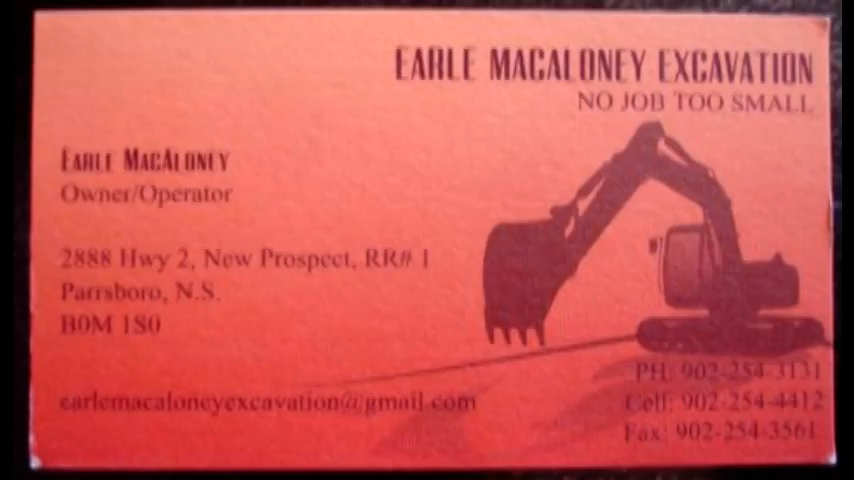 EARLE MACALONEY EXCAVATION
NO JOB TOO SMALL
EARLE MACALONEY
Owner/Operator
2888 Hwy 2, New Prospect, RR# 1
Parrsboro, N.S.
B0M 1S0
earlemacaloneyexcavation@gmail.com
PH: 902-254-3131
Cell: 902-254-4412
Fax: 902-254-3561